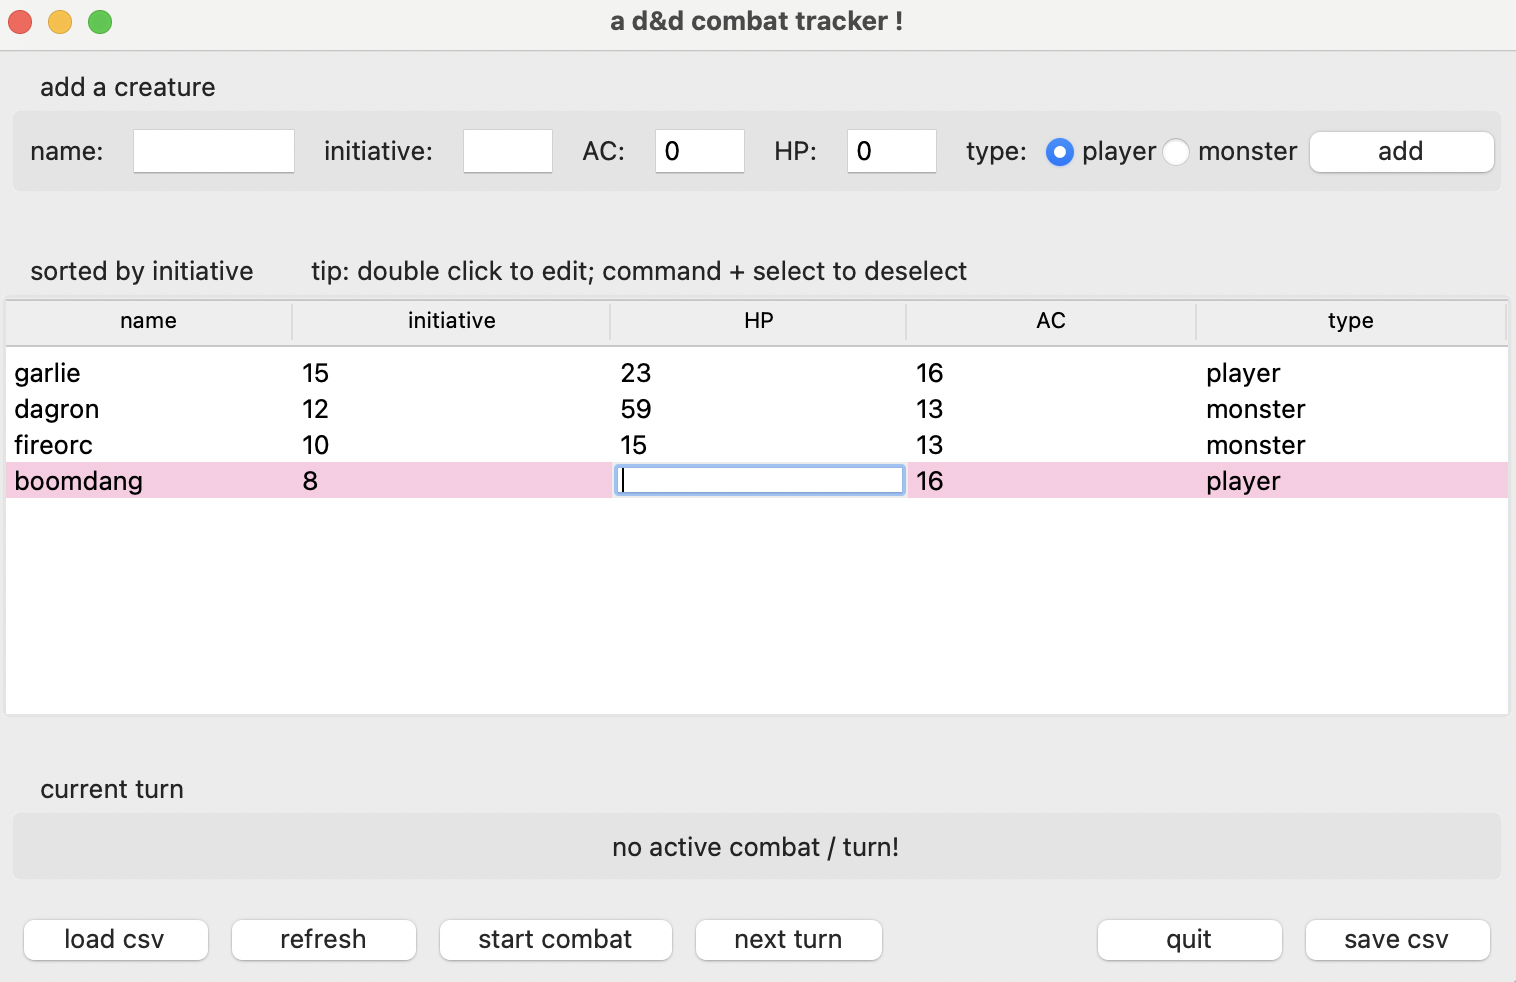 a d&d combat tracker !
add a creature
name: initiative: AC: 0 HP: 0 type: player monster add
sorted by initiative tip: double click to edit; command + select to deselect
name initiative HP AC type
garlie 15 23 16 player
dagron 12 59 13 monster
fireorc 10 15 13 monster
boomdang 8 16 player
current turn
no active combat / turn!
load csv refresh start combat next turn quit save csv